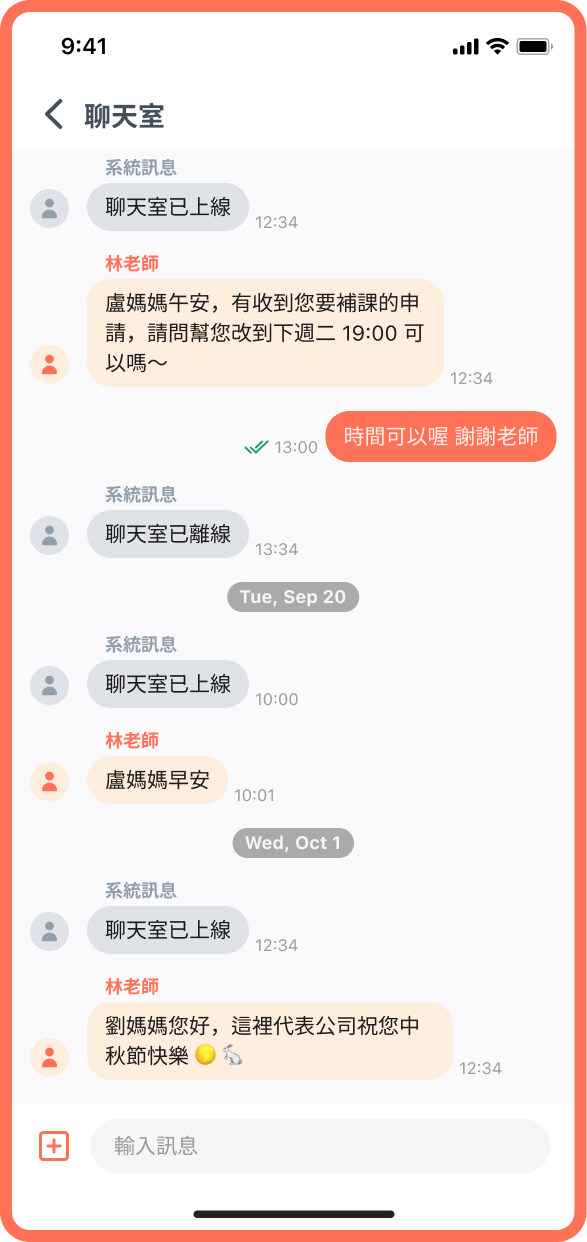 9:41
聊天室
系統訊息
聊天室已上線
12:34
林老師
盧媽媽午安，有收到您要補課的申
請，請問幫您改到下週二 19:00 可
以嗎～
12:34
13:00
時間可以喔 謝謝老師
系統訊息
聊天室已離線
13:34
Tue, Sep 20
系統訊息
聊天室已上線
10:00
林老師
盧媽媽早安
10:01
Wed, Oct 1
系統訊息
聊天室已上線
12:34
林老師
劉媽媽您好，這裡代表公司祝您中
秋節快樂 🌕 🐇
12:34
輸入訊息